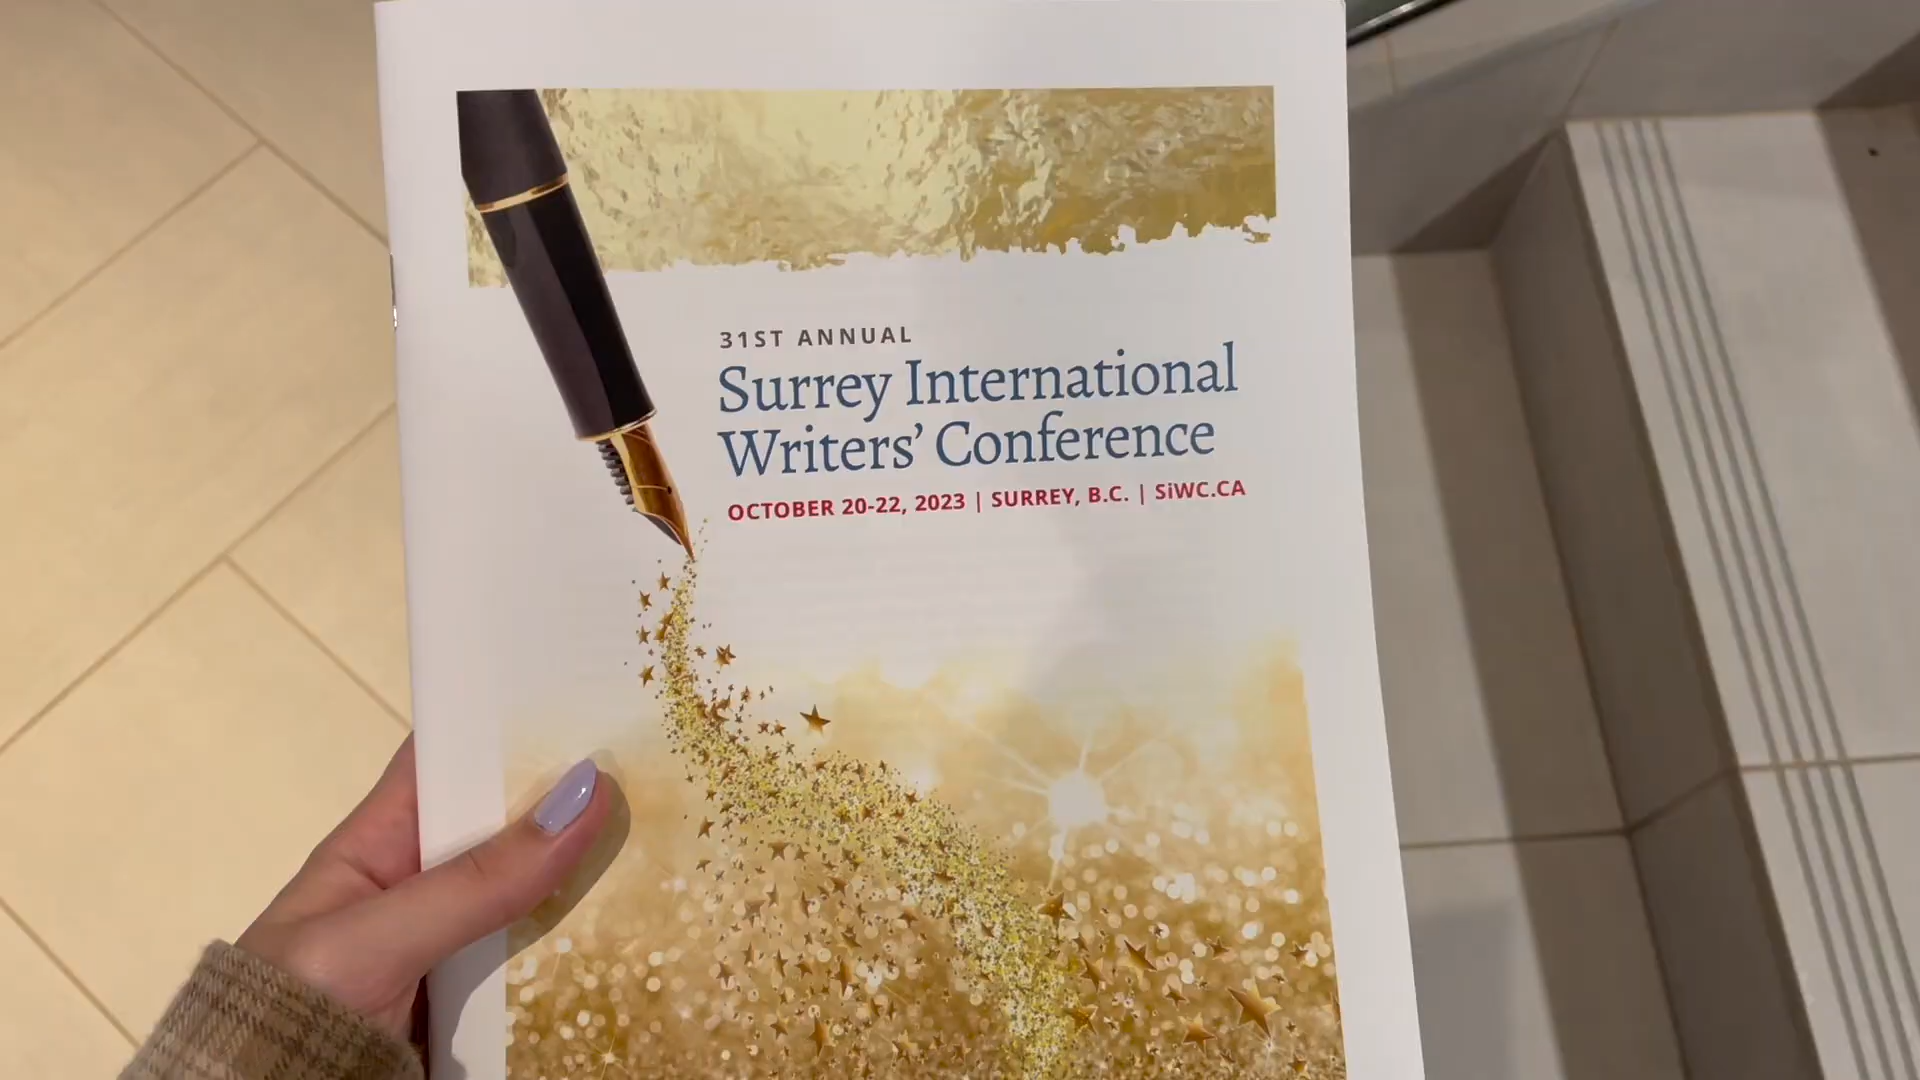 31ST ANNUAL
Surrey International
Writers’ Conference
OCTOBER 20-22, 2023 | SURREY, B.C. | SiWC.CA